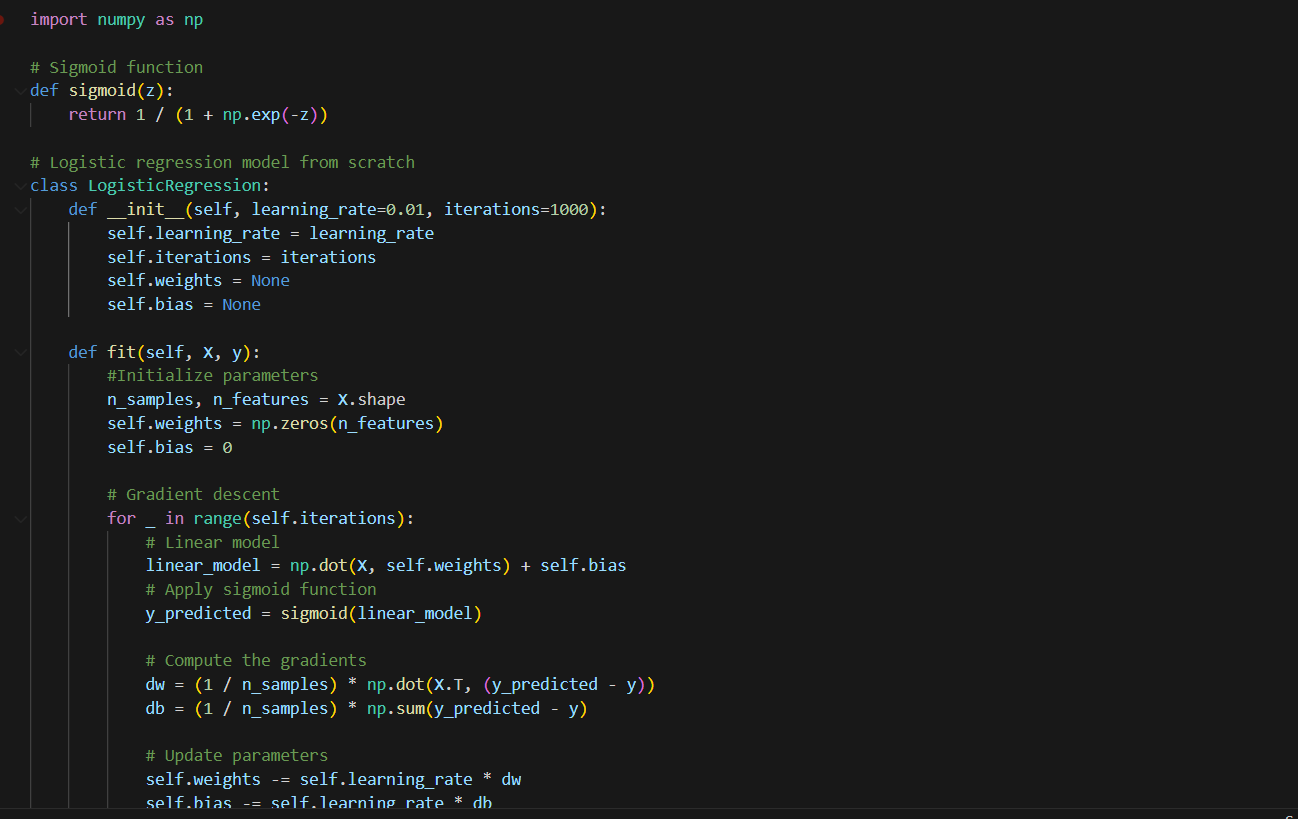 import numpy as np
# Sigmoid function
def sigmoid(z):
    return 1 / (1 + np.exp(-z))
# Logistic regression model from scratch
class LogisticRegression:
    def __init__(self, learning_rate=0.01, iterations=1000):
        self.learning_rate = learning_rate
        self.iterations = iterations
        self.weights = None
        self.bias = None
    def fit(self, X, y):
        #Initialize parameters
        n_samples, n_features = X.shape
        self.weights = np.zeros(n_features)
        self.bias = 0
        # Gradient descent
        for _ in range(self.iterations):
            # Linear model
            linear_model = np.dot(X, self.weights) + self.bias
            # Apply sigmoid function
            y_predicted = sigmoid(linear_model)
            # Compute the gradients
            dw = (1 / n_samples) * np.dot(X.T, (y_predicted - y))
            db = (1 / n_samples) * np.sum(y_predicted - y)
            # Update parameters
            self.weights -= self.learning_rate * dw
            self.bias -= self.learning_rate * db